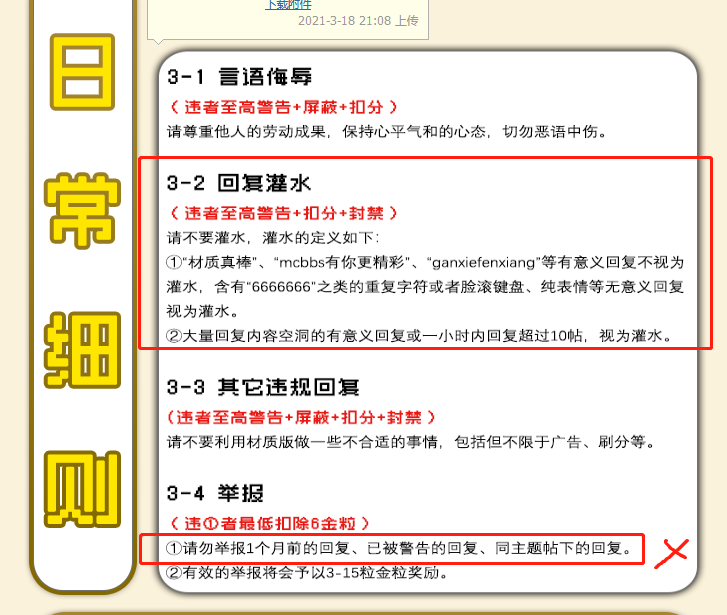 下载附件
2021-3-18 21:08 上传
日常细则
3-1 言语侮辱
（违者至高警告+屏蔽+扣分）
请尊重他人的劳动成果，保持心平气和的心态，切勿恶语中伤。
3-2 回复灌水
（违者至高警告+扣分+封禁）
请不要灌水，灌水的定义如下：
①“材质真棒”、“mcbbs有你更精彩”、“ganxiefenxiang”等有意义回复不视为
灌水，含有“6666666”之类的重复字符或者脸滚键盘、纯表情等无意义回复
视为灌水。
②大量回复内容空洞的有意义回复或一小时内回复超过10帖，视为灌水。
3-3 其它违规回复
（违者至高警告+屏蔽+扣分+封禁）
请不要利用材质版做一些不合适的事情，包括但不限于广告、刷分等。
3-4 举报
（违①者最低扣除6金粒）
①请勿举报1个月前的回复、已被警告的回复、同主题帖下的回复。
②有效的举报将会予以3-15粒金粒奖励。